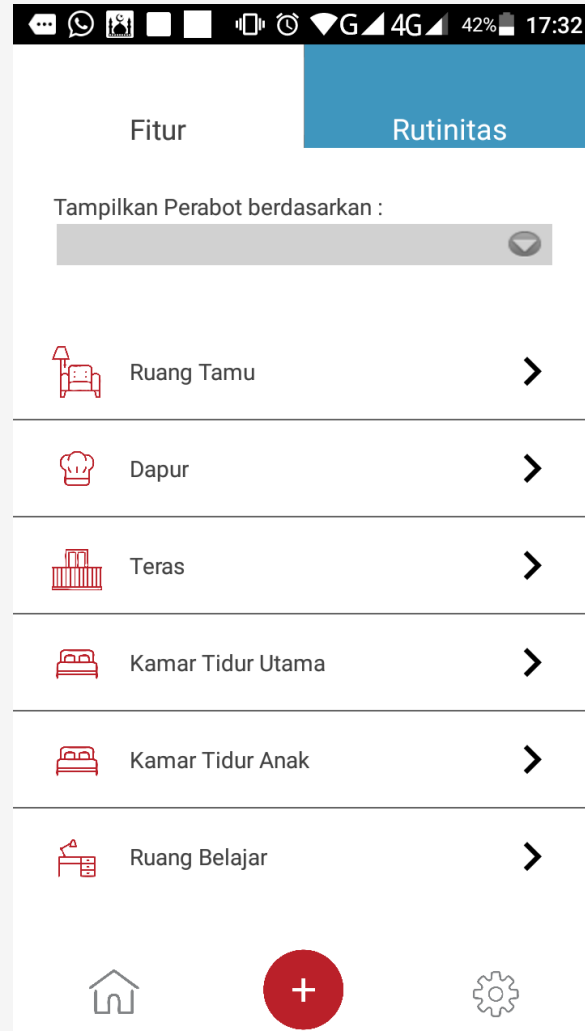 G 4G 42% 17:32
Fitur Rutinitas
Tampilkan Perabot berdasarkan :
Ruang Tamu
Dapur
Teras
Kamar Tidur Utama
Kamar Tidur Anak
Ruang Belajar
+